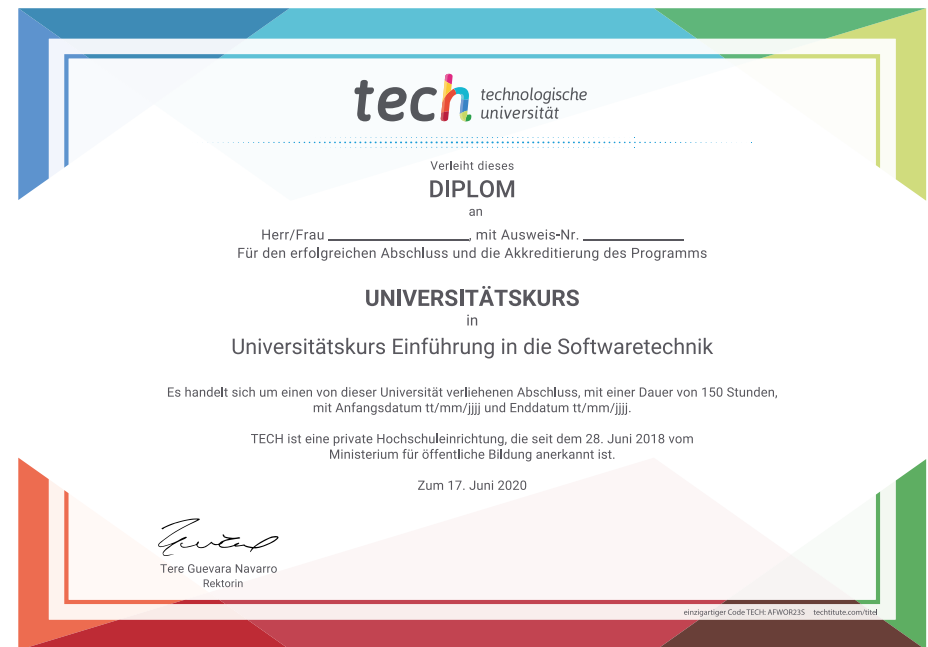 tech technologische
universität
Verleiht dieses
DIPLOM
an
Herr/Frau ____________________, mit Ausweis-Nr. ______________
Für den erfolgreichen Abschluss und die Akkreditierung des Programms
UNIVERSITÄTSKURS
in
Universitätskurs Einführung in die Softwaretechnik
Es handelt sich um einen von dieser Universität verliehenen Abschluss, mit einer Dauer von 150 Stunden,
mit Anfangsdatum tt/mm/jjjj und Enddatum tt/mm/jjjj.
TECH ist eine private Hochschuleinrichtung, die seit dem 28. Juni 2018 vom
Ministerium für öffentliche Bildung anerkannt ist.
Zum 17. Juni 2020
Tere Guevara Navarro
Rektorin
einzigartiger Code TECH: AFWOR23S techtitute.com/titel